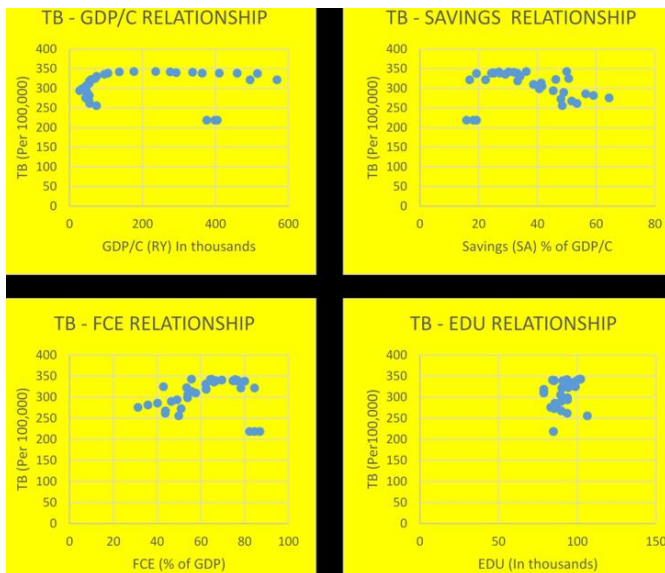 TB - GDP/C RELATIONSHIP
TB (Per 100,000)
400
350
300
250
200
150
100
50
0
0 200 400 600
GDP/C (RY) In thousands
TB - SAVINGS RELATIONSHIP
TB (Per 100,000)
400
350
300
250
200
150
100
50
0
0 20 40 60 80
Savings (SA) % of GDP/C
TB - FCE RELATIONSHIP
TB (Per 100,000)
400
350
300
250
200
150
100
50
0
0 20 40 60 80 100
FCE (% of GDP)
TB - EDU RELATIONSHIP
TB (Per100,000)
400
350
300
250
200
150
100
50
0
0 50 100 150
EDU (In thousands)